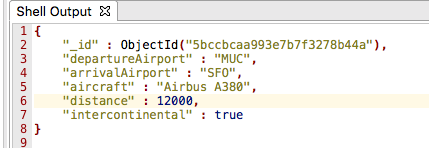 Shell Output
1 {
2 "_id" : ObjectId("5bccbcaa993e7b7f3278b44a"),
3 "departureAirport" : "MUC",
4 "arrivalAirport" : "SFO",
5 "aircraft" : "Airbus A380",
6 "distance" : 12000,
7 "intercontinental" : true
8 }
9